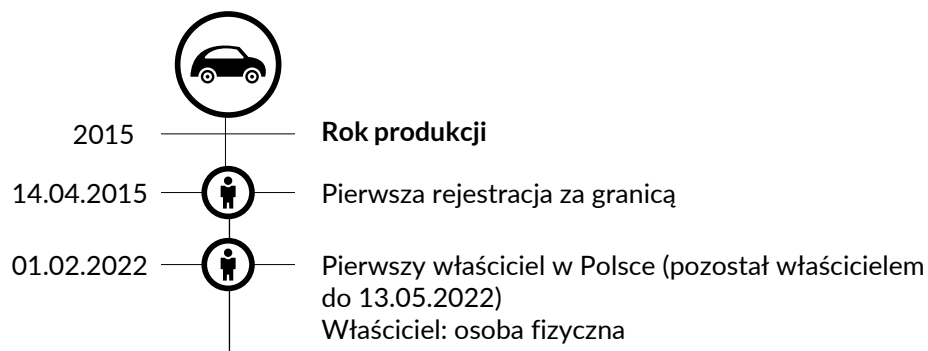 2015 Rok produkcji
14.04.2015 Pierwsza rejestracja za granicą
01.02.2022 Pierwszy właściciel w Polsce (pozostał właścicielem
do 13.05.2022)
Właściciel: osoba fizyczna